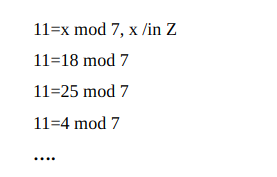 11=x mod 7, x /in Z
11=18 mod 7
11=25 mod 7
11=4 mod 7
....